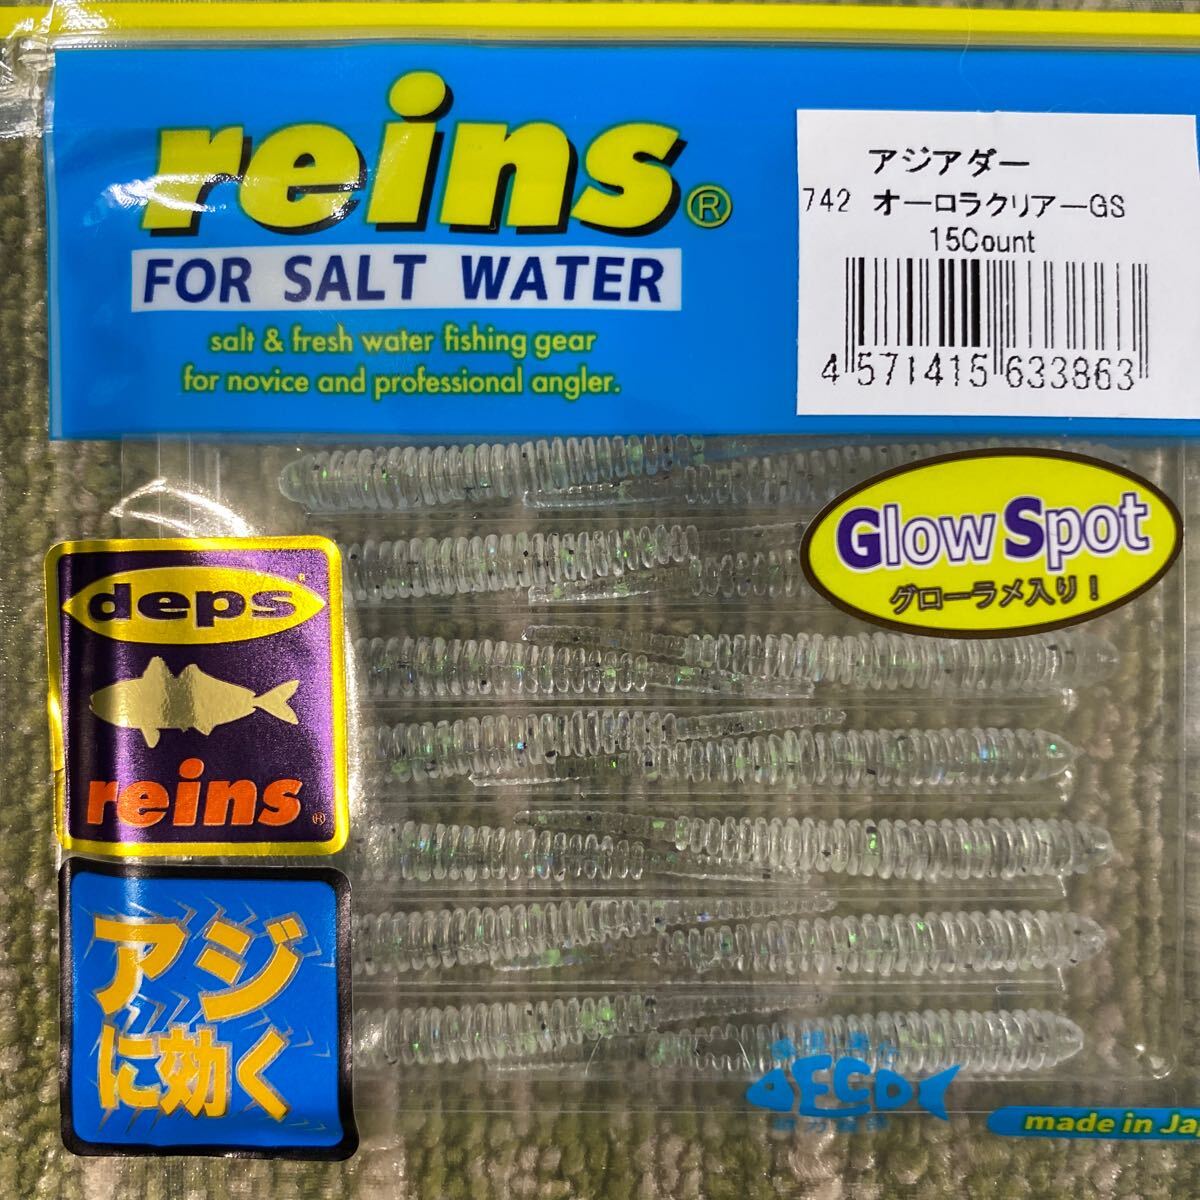 reins®
FOR SALT WATER
salt & fresh water fishing gear
for novice and professional angler.
アジアダー
742 オーロラクリアーGS
15Count
4 571415 633863
Glow Spot
グローラメ入り！
deps®
reins®
アジ
に効く
ECO
made in Ja